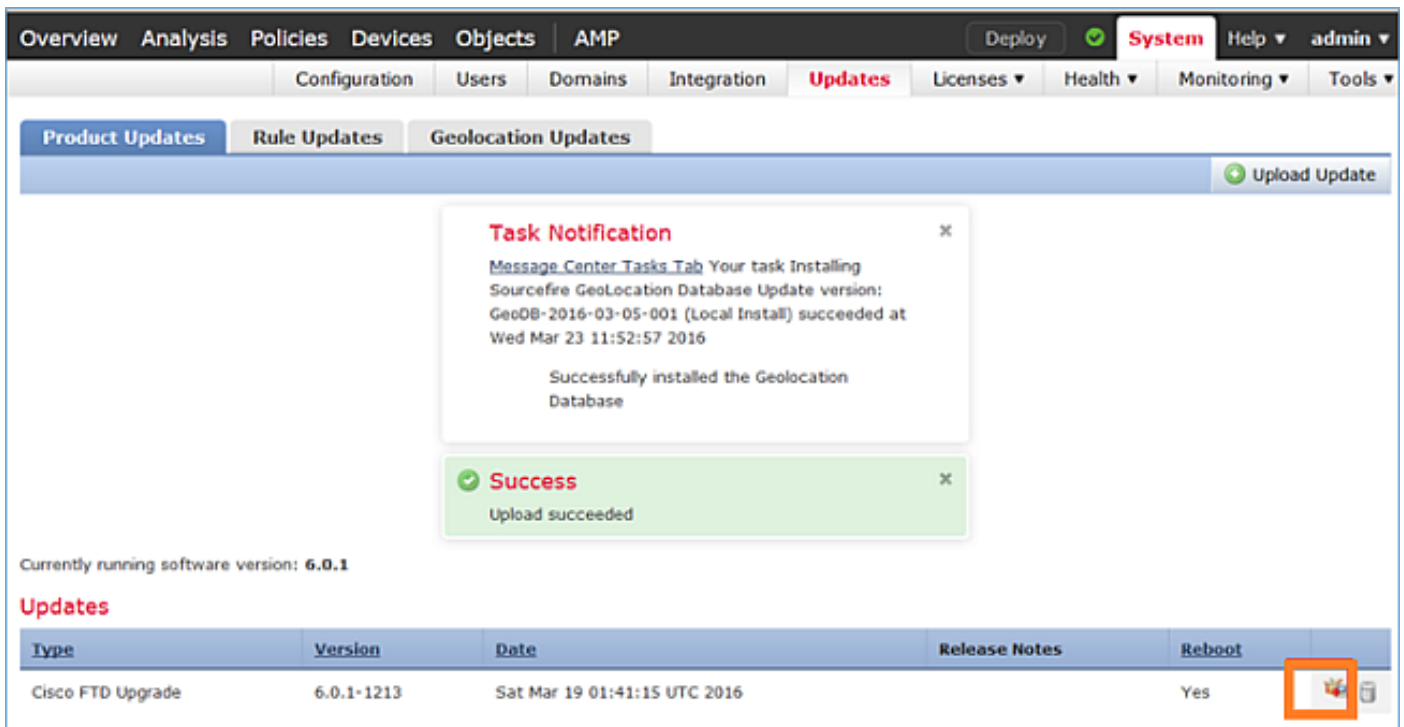 Overview Analysis Policies Devices Objects AMP Deploy System Help ▼ admin ▼
Configuration Users Domains Integration Updates Licenses ▼ Health ▼ Monitoring ▼ Tools ▼
Product Updates Rule Updates Geolocation Updates
Upload Update
Task Notification
Message Center Tasks Tab Your task Installing
Sourcefire GeoLocation Database Update version:
GeoDB-2016-03-05-001 (Local Install) succeeded at
Wed Mar 23 11:52:57 2016
Successfully installed the Geolocation
Database
Success
Upload succeeded
Currently running software version: 6.0.1
Updates
Type Version Date Release Notes Reboot
Cisco FTD Upgrade 6.0.1-1213 Sat Mar 19 01:41:15 UTC 2016 Yes